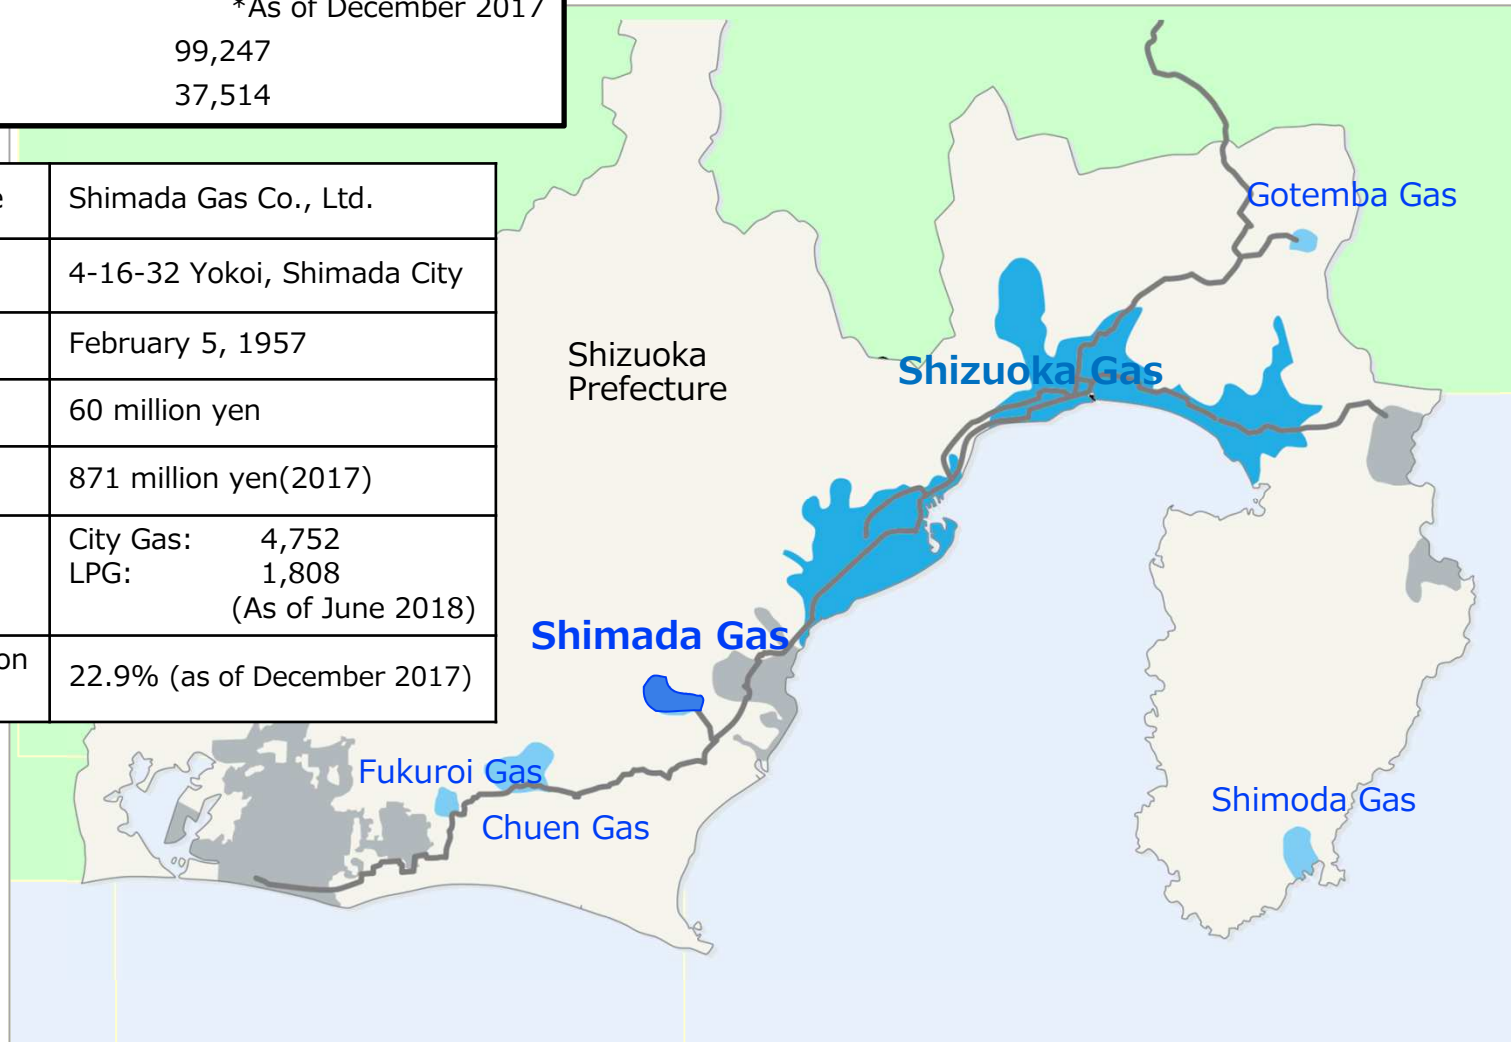 *As of December 2017
99,247
37,514
Shimada Gas Co., Ltd.
4-16-32 Yokoi, Shimada City
February 5, 1957
60 million yen
871 million yen(2017)
City Gas: 4,752
LPG: 1,808
(As of June 2018)
on
22.9% (as of December 2017)
Gotemba Gas
Shizuoka
Prefecture
Shizuoka Gas
Shimada Gas
Fukuroi Gas
Chuen Gas
Shimoda Gas